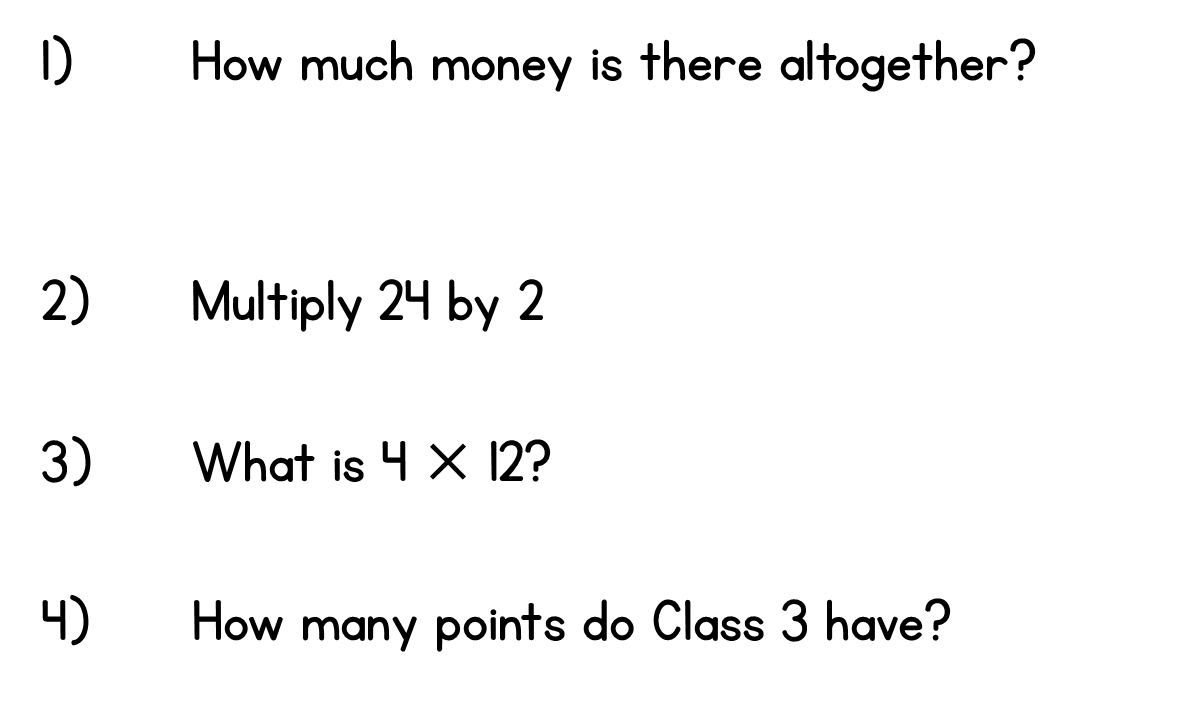 1) How much money is there altogether?
2) Multiply 24 by 2
3) What is 4 × 12?
4) How many points do Class 3 have?